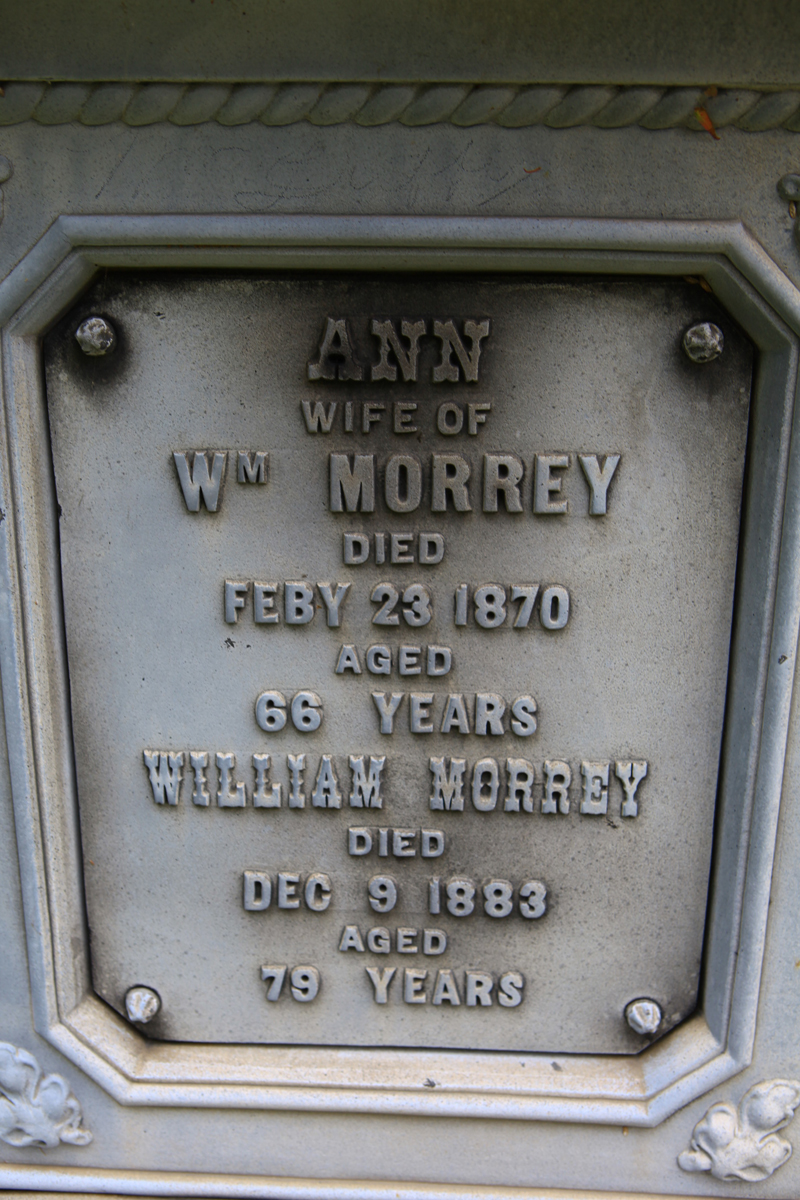 ANN
WIFE OF
WM MORREY
DIED
FEBY 23 1870
AGED
66 YEARS
WILLIAM MORREY
DIED
DEC 9 1883
AGED
79 YEARS